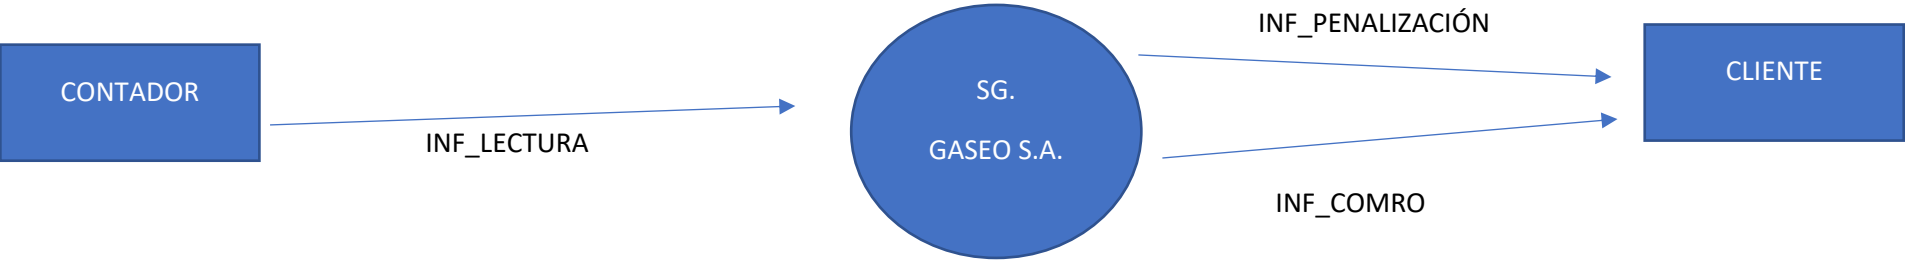 CONTADOR
INF_LECTURA
SG.
GASEO S.A.
INF_PENALIZACIÓN
INF_COMRO
CLIENTE